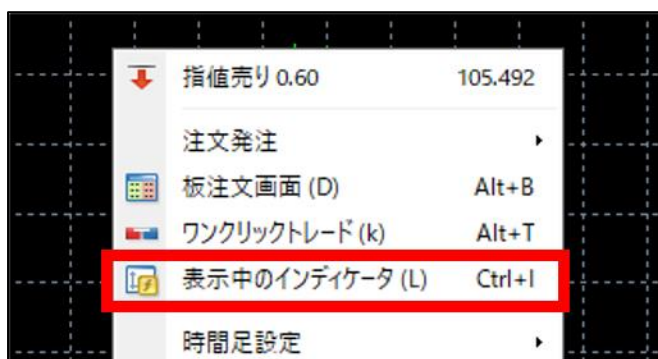 指値売り 0.60 105.492
注文発注
板注文画面 (D) Alt+B
ワンクリックトレード (k) Alt+T
表示中のインディケータ (L) Ctrl+I
時間足設定